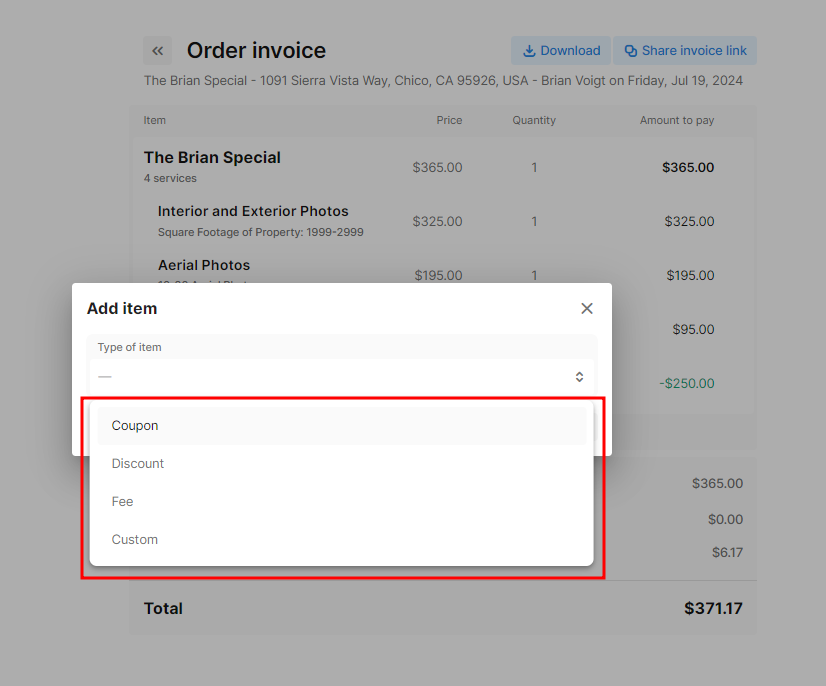 Order invoice
Download
Share invoice link
The Brian Special - 1091 Sierra Vista Way, Chico, CA 95926, USA - Brian Voigt on Friday, Jul 19, 2024
Item Price Quantity Amount to pay
The Brian Special
4 services
$365.00 1 $365.00
Interior and Exterior Photos
Square Footage of Property: 1999-2999
$325.00 1 $325.00
Aerial Photos
$195.00 1 $195.00
$95.00
-$250.00
Add item
Type of item
—
Coupon
Discount
Fee
Custom
$365.00
$0.00
$6.17
Total $371.17